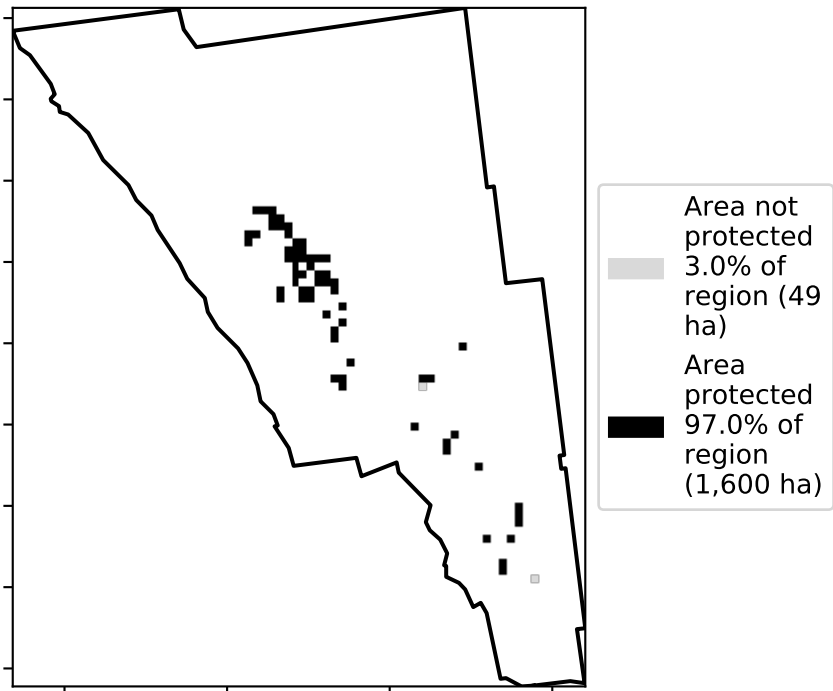 Area not
protected
3.0% of
region (49
ha)
Area
protected
97.0% of
region
(1,600 ha)